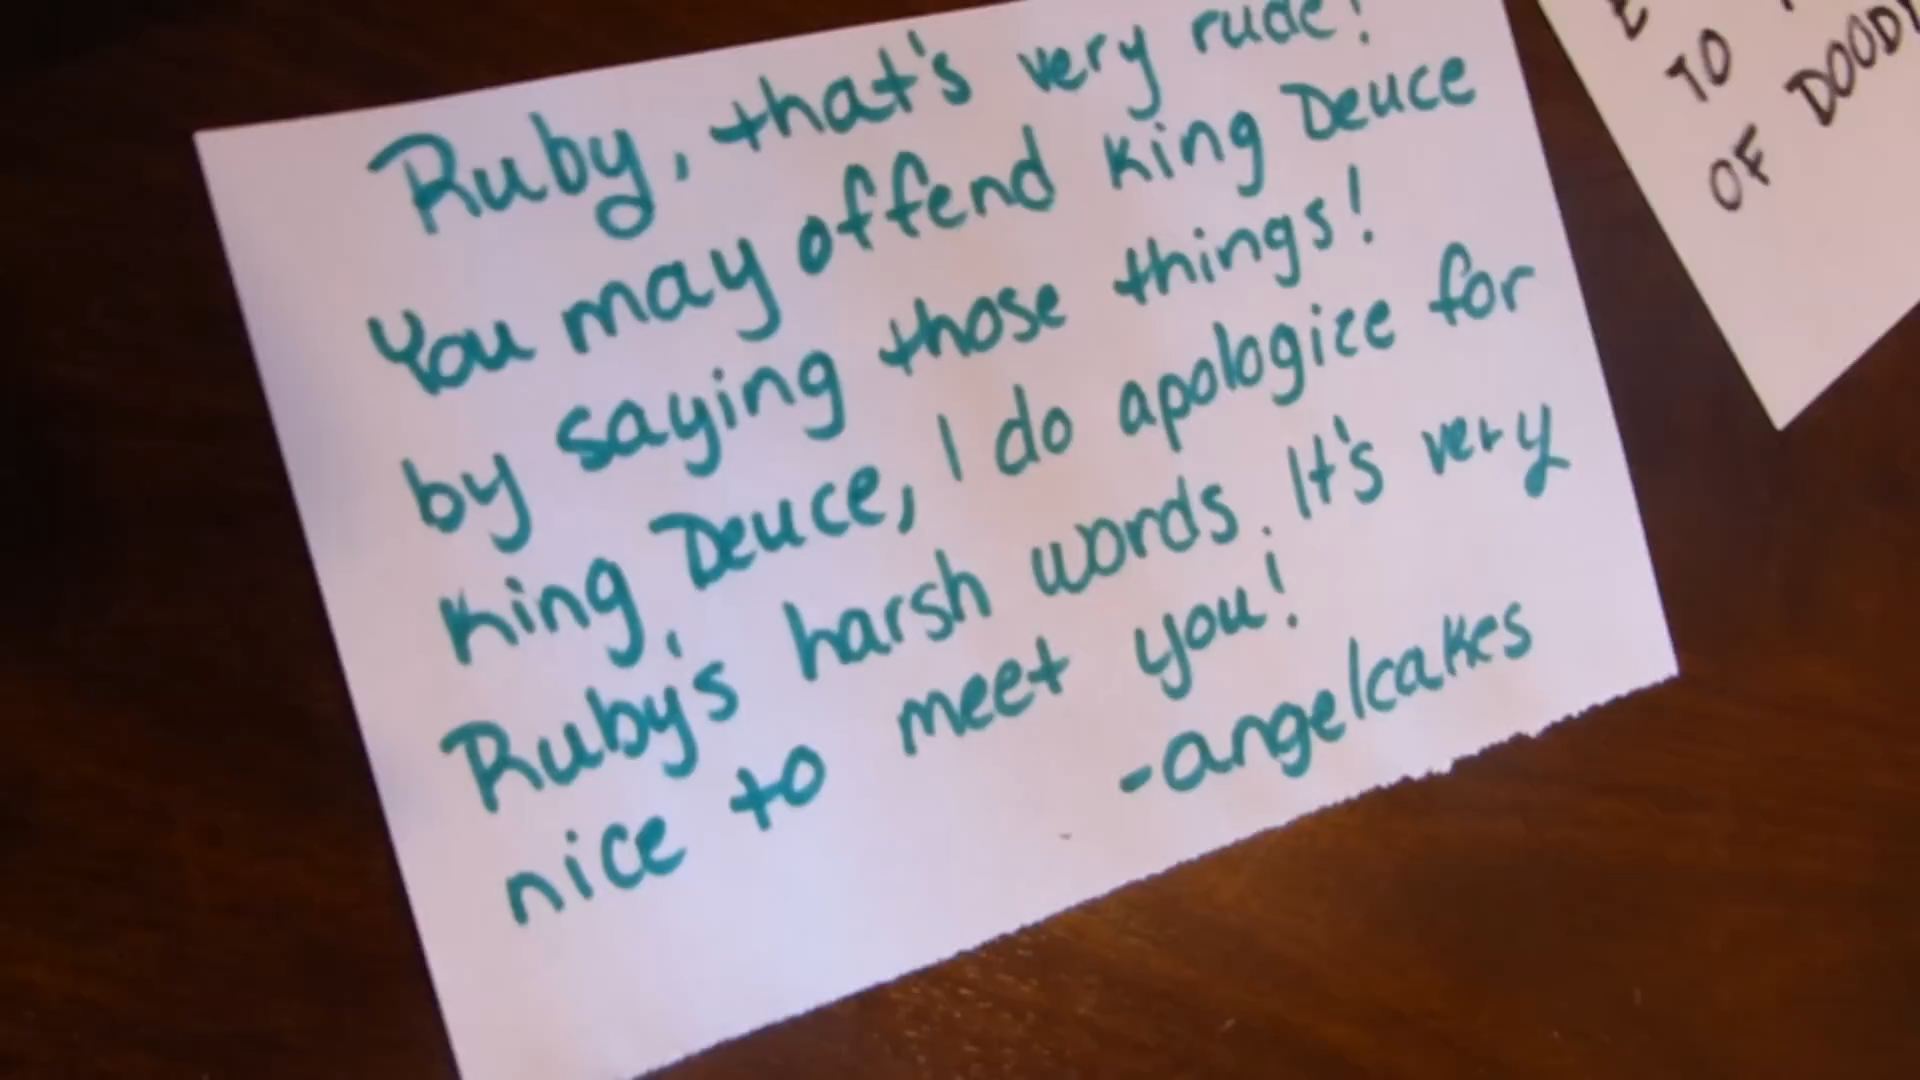 Ruby, that's very rude!
You may offend King Deuce
by saying those things!
King Deuce, I do apologize for
Ruby's harsh words. It's very
nice to meet you!
-angelcakes
TO
OF DOODY